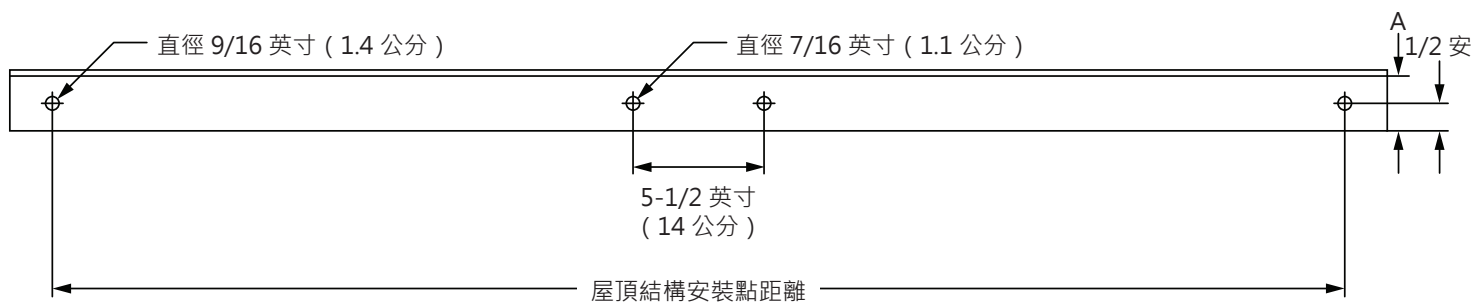 直徑 9/16 英寸（1.4 公分）
直徑 7/16 英寸（1.1 公分）
A
1/2 安
5-1/2 英寸
（14 公分）
屋頂結構安裝點距離